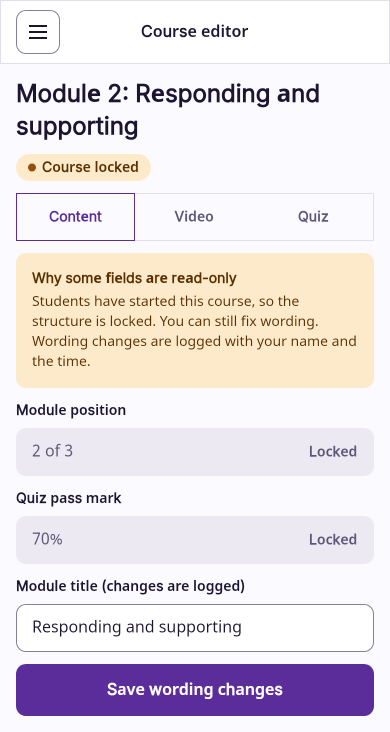 Course editor
Module 2: Responding and
supporting
Course locked
Content
Video
Quiz
Why some fields are read-only
Students have started this course, so the
structure is locked. You can still fix wording.
Wording changes are logged with your name and
the time.
Module position
2 of 3
Locked
Quiz pass mark
70%
Locked
Module title (changes are logged)
Responding and supporting
Save wording changes